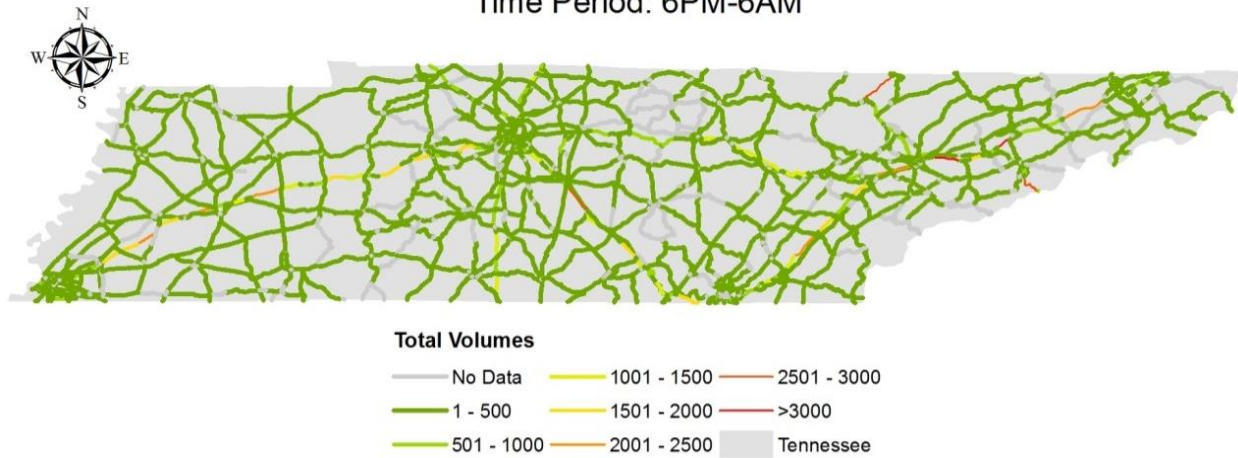 Time Period: 6PM-6AM
N
W E
S
Total Volumes
No Data 1001 - 1500 2501 - 3000
1 - 500 1501 - 2000 >3000
501 - 1000 2001 - 2500 Tennessee